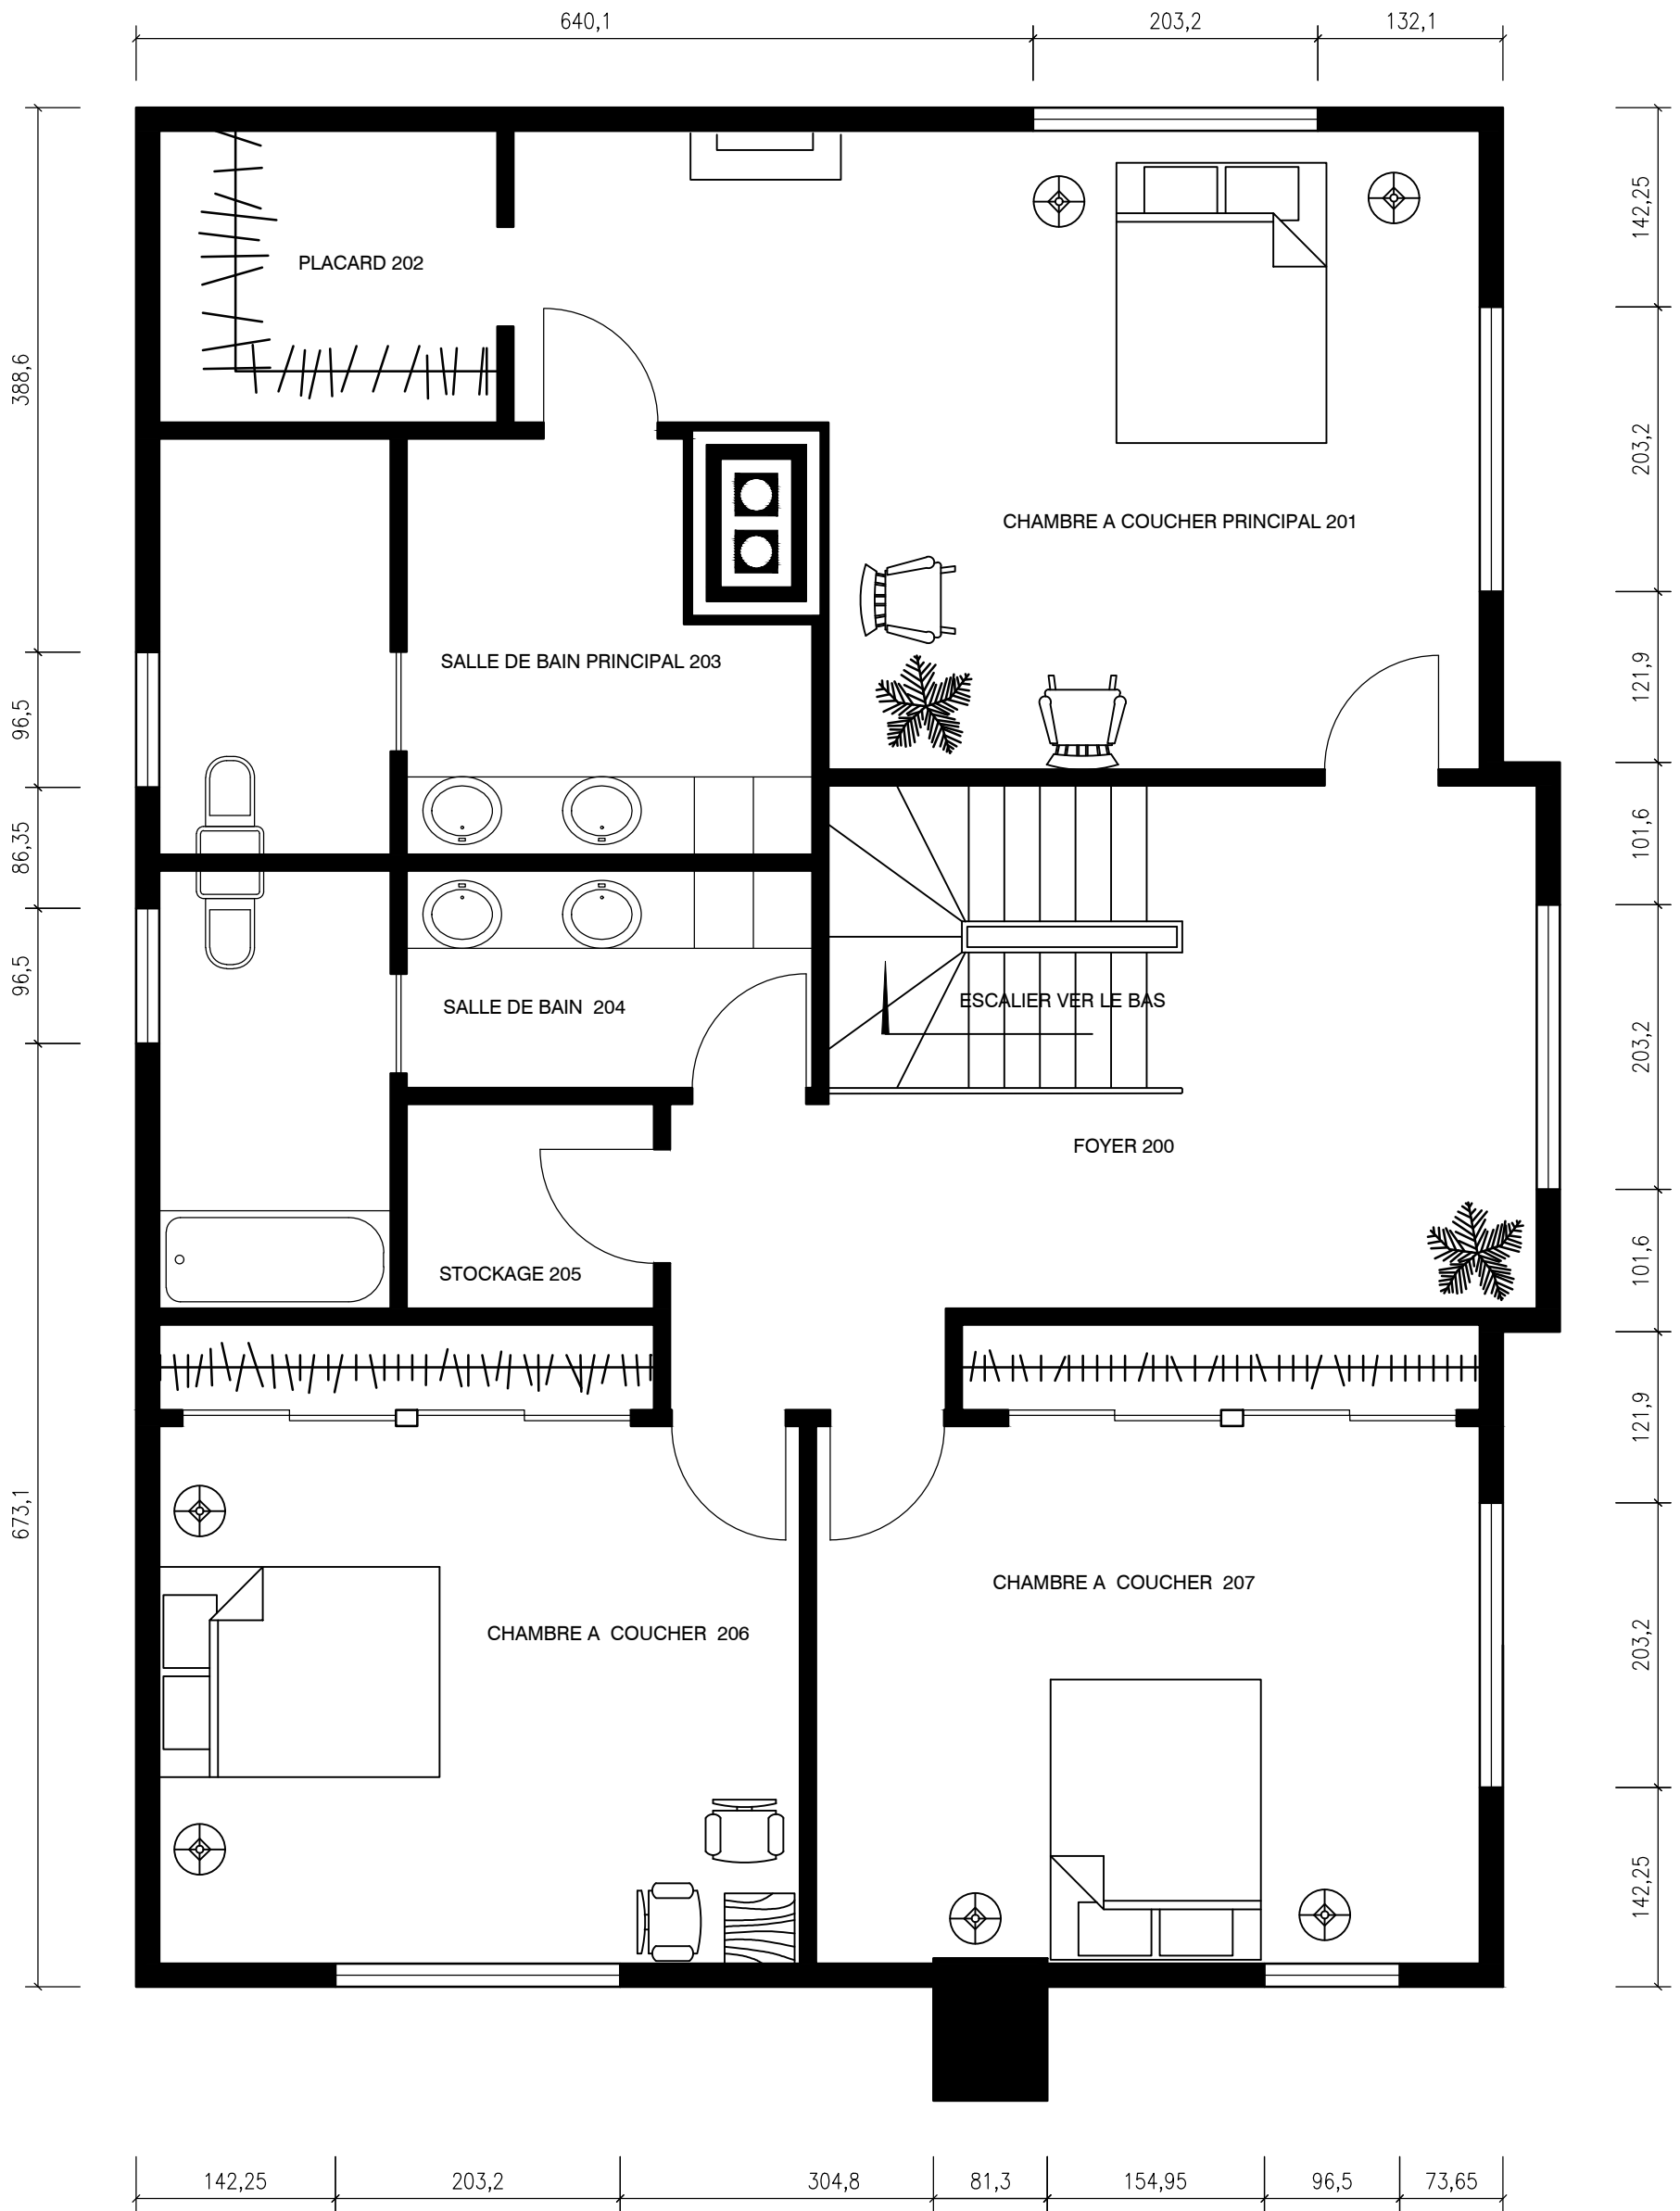 640,1
203,2
132,1
142,25
203,2
121,9
101,6
203,2
101,6
121,9
203,2
142,25
388,6
96,5
86,35
96,5
673,1
PLACARD 202
CHAMBRE A COUCHER PRINCIPAL 201
SALLE DE BAIN PRINCIPAL 203
ESCALIER VER LE BAS
SALLE DE BAIN 204
FOYER 200
STOCKAGE 205
CHAMBRE A COUCHER 207
CHAMBRE A COUCHER 206
142,25
203,2
304,8
81,3
154,95
96,5
73,65